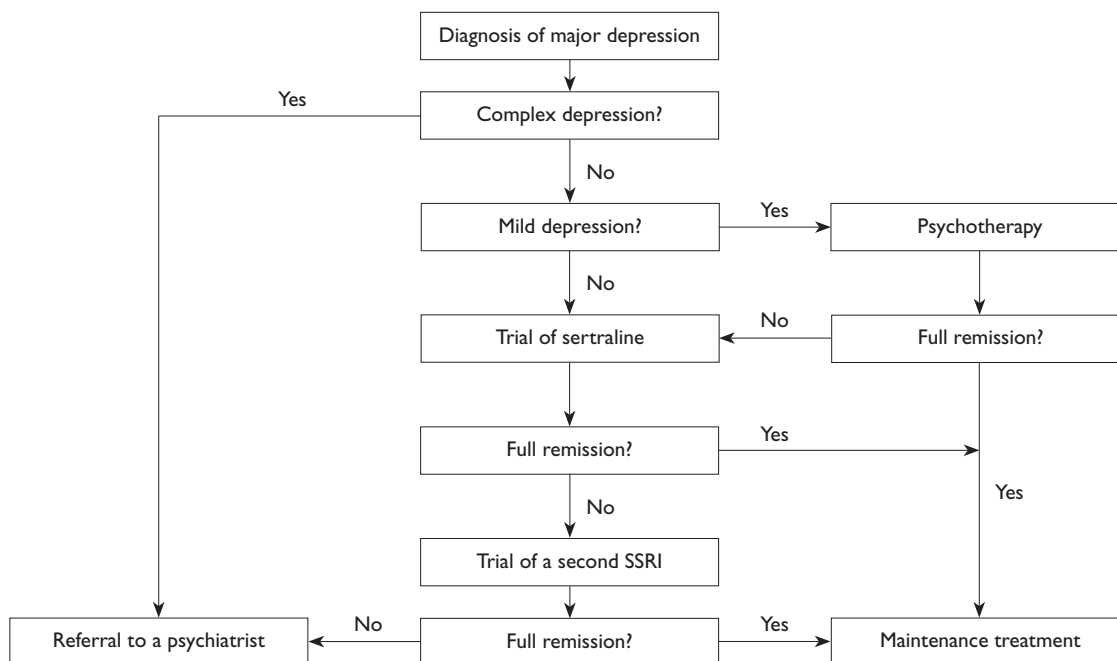 Diagnosis of major depression
Yes
Complex depression?
No
Mild depression?
Yes
Psychotherapy
No
Trial of sertraline
No
Full remission?
Full remission?
Yes
Yes
No
Trial of a second SSRI
Referral to a psychiatrist
No
Full remission?
Yes
Maintenance treatment